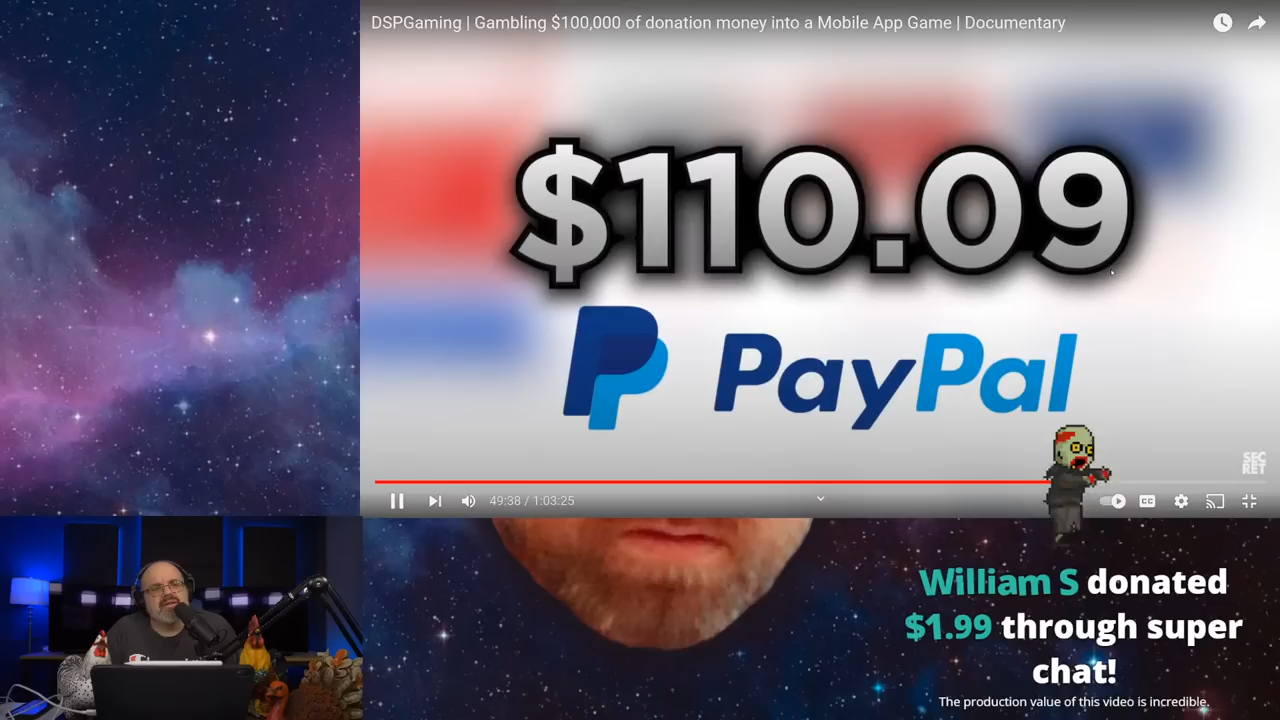 DSPGaming | Gambling $100,000 of donation money into a Mobile App Game | Documentary
$110.09
PayPal
SEC
RET
49:38 / 1:03:25
CC
William S donated
$1.99 through super
chat!
The production value of this video is incredible.